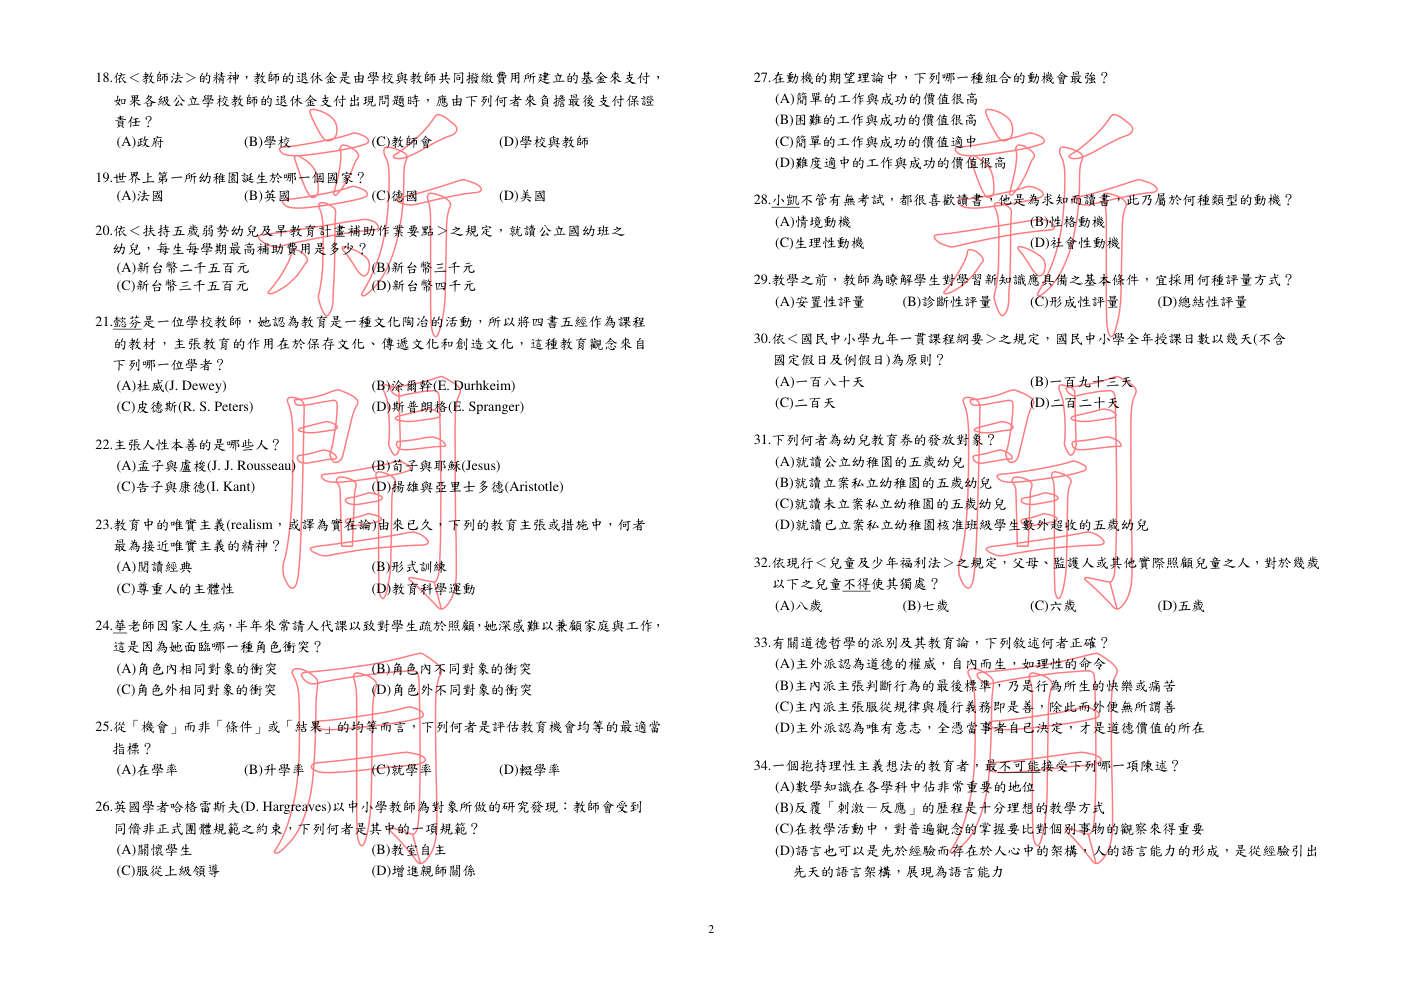 18.依＜教師法＞的精神，教師的退休金是由學校與教師共同撥繳費用所建立的基金來支付，
如果各級公立學校教師的退休金支付出現問題時，應由下列何者來負擔最後支付保證
責任？
(A)政府 (B)學校 (C)教師會 (D)學校與教師
19.世界上第一所幼稚園誕生於哪一個國家？
(A)法國 (B)英國 (C)德國 (D)美國
20.依＜扶持五歲弱勢幼兒及早教育計畫補助作業要點＞之規定，就讀公立國幼班之
幼兒，每生每學期最高補助費用是多少？
(A)新台幣二千五百元 (B)新台幣三千元
(C)新台幣三千五百元 (D)新台幣四千元
21.懿芬是一位學校教師，她認為教育是一種文化陶冶的活動，所以將四書五經作為課程
的教材，主張教育的作用在於保存文化、傳遞文化和創造文化，這種教育觀念來自
下列哪一位學者？
(A)杜威(J. Dewey) (B)涂爾幹(E. Durhkeim)
(C)皮德斯(R. S. Peters) (D)斯普朗格(E. Spranger)
22.主張人性本善的是哪些人？
(A)孟子與盧梭(J. J. Rousseau) (B)荀子與耶穌(Jesus)
(C)告子與康德(I. Kant) (D)揚雄與亞里士多德(Aristotle)
23.教育中的唯實主義(realism，或譯為實在論)由來已久，下列的教育主張或措施中，何者
最為接近唯實主義的精神？
(A)閱讀經典 (B)形式訓練
(C)尊重人的主體性 (D)教育科學運動
24.華老師因家人生病，半年來常請人代課以致對學生疏於照顧，她深感難以兼顧家庭與工作，
這是因為她面臨哪一種角色衝突？
(A)角色內相同對象的衝突 (B)角色內不同對象的衝突
(C)角色外相同對象的衝突 (D)角色外不同對象的衝突
25.從「機會」而非「條件」或「結果」的均等而言，下列何者是評估教育機會均等的最適當
指標？
(A)在學率 (B)升學率 (C)就學率 (D)輟學率
26.英國學者哈格雷斯夫(D. Hargreaves)以中小學教師為對象所做的研究發現：教師會受到
同儕非正式團體規範之約束，下列何者是其中的一項規範？
(A)關懷學生 (B)教室自主
(C)服從上級領導 (D)增進親師關係
27.在動機的期望理論中，下列哪一種組合的動機會最強？
(A)簡單的工作與成功的價值很高
(B)困難的工作與成功的價值很高
(C)簡單的工作與成功的價值適中
(D)難度適中的工作與成功的價值很高
28.小凱不管有無考試，都很喜歡讀書，他是為求知而讀書，此乃屬於何種類型的動機？
(A)情境動機 (B)性格動機
(C)生理性動機 (D)社會性動機
29.教學之前，教師為瞭解學生對學習新知識應具備之基本條件，宜採用何種評量方式？
(A)安置性評量 (B)診斷性評量 (C)形成性評量 (D)總結性評量
30.依＜國民中小學九年一貫課程綱要＞之規定，國民中小學全年授課日數以幾天(不含
國定假日及例假日)為原則？
(A)一百八十天 (B)一百九十三天
(C)二百天 (D)二百二十天
31.下列何者為幼兒教育券的發放對象？
(A)就讀公立幼稚園的五歲幼兒
(B)就讀立案私立幼稚園的五歲幼兒
(C)就讀未立案私立幼稚園的五歲幼兒
(D)就讀已立案私立幼稚園核准班級學生數外超收的五歲幼兒
32.依現行＜兒童及少年福利法＞之規定，父母、監護人或其他實際照顧兒童之人，對於幾歲
以下之兒童不得使其獨處？
(A)八歲 (B)七歲 (C)六歲 (D)五歲
33.有關道德哲學的派別及其教育論，下列敘述何者正確？
(A)主外派認為道德的權威，自內而生，如理性的命令
(B)主內派主張判斷行為的最後標準，乃是行為所生的快樂或痛苦
(C)主內派主張服從規律與履行義務即是善，除此而外便無所謂善
(D)主外派認為唯有意志，全憑當事者自己決定，才是道德價值的所在
34.一個抱持理性主義想法的教育者，最不可能接受下列哪一項陳述？
(A)數學知識在各學科中佔非常重要的地位
(B)反覆「刺激－反應」的歷程是十分理想的教學方式
(C)在教學活動中，對普遍觀念的掌握要比對個別事物的觀察來得重要
(D)語言也可以是先於經驗而存在於人心中的架構，人的語言能力的形成，是從經驗引出
先天的語言架構，展現為語言能力
新聞用
新聞用
2